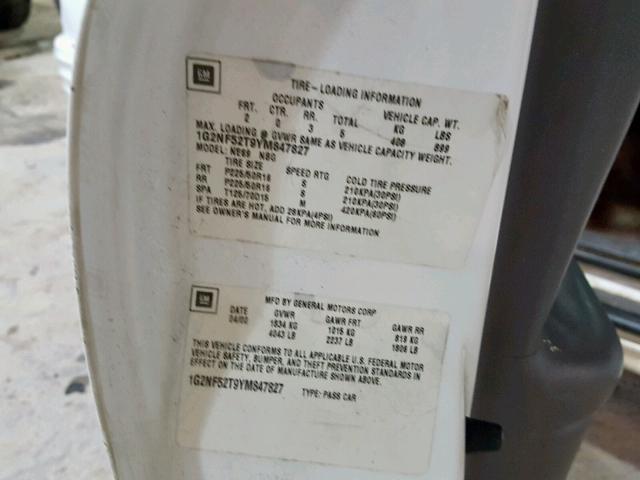 GM
TIRE-LOADING INFORMATION
OCCUPANTS VEHICLE CAP. WT.
FRT. CTR. RR. TOTAL KG LBS
2 0 3 5 408 899
MAX. LOADING @ GVWR SAME AS VEHICLE CAPACITY WEIGHT.
1G2NF52T9YM847827
MODEL: NE69 N8G
TIRE SIZE SPEED RTG COLD TIRE PRESSURE
FRT P225/50R16 S 210KPA(30PSI)
RR P225/50R16 S 210KPA(30PSI)
SPA T125/70D15 M 420KPA(60PSI)
IF TIRES ARE HOT, ADD 28KPA(4PSI)
SEE OWNER'S MANUAL FOR MORE INFORMATION
GM
MFD BY GENERAL MOTORS CORP
DATE GVWR GAWR FRT GAWR RR
04/00 1834 KG 1015 KG 819 KG
4043 LB 2237 LB 1806 LB
THIS VEHICLE CONFORMS TO ALL APPLICABLE U.S. FEDERAL MOTOR
VEHICLE SAFETY, BUMPER, AND THEFT PREVENTION STANDARDS IN
EFFECT ON THE DATE OF MANUFACTURE SHOWN ABOVE.
1G2NF52T9YM847827 TYPE: PASS CAR